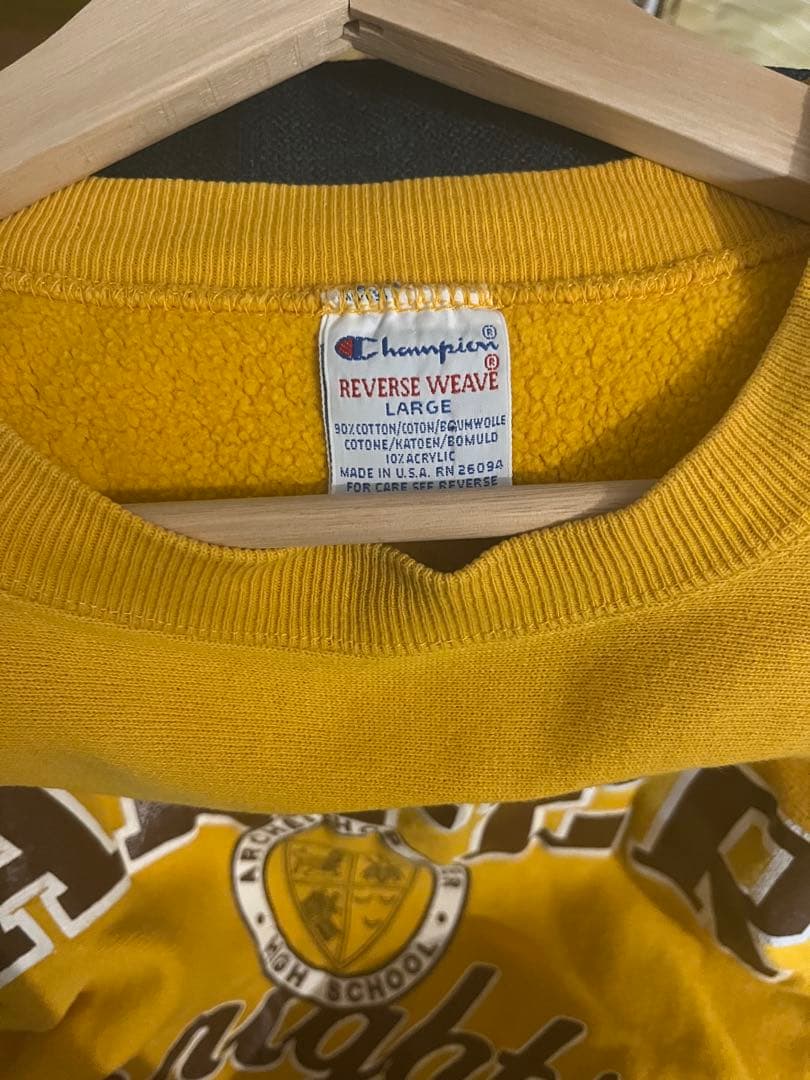 Champion®
REVERSE WEAVE®
LARGE
90%COTTON/COTON/BAUMWOLLE
COTONE/KATOEN/BOMULD
10%ACRYLIC
MADE IN U.S.A. RN 26094
FOR CARE SEE REVERSE
HIGH SCHOOL